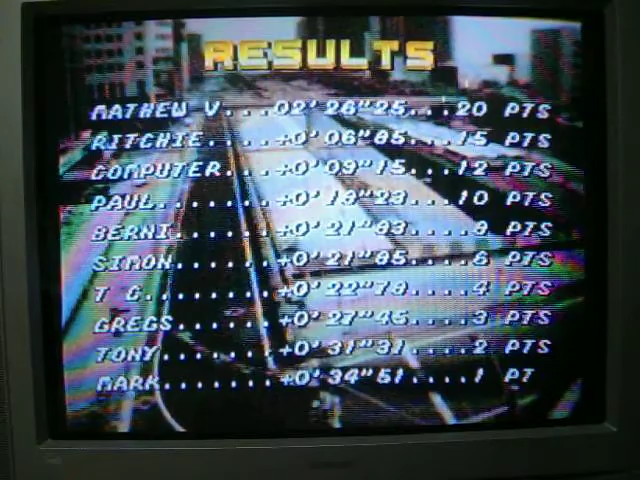 RESULTS
MATHEW V...02'26"25...20 PTS
RITCHIE....+0'06"85...15 PTS
COMPUTER...+0'09"15...12 PTS
PAUL.......+0'19"23...10 PTS
BERNI......+0'21"03....8 PTS
SIMON......+0'21"85....6 PTS
T G........+0'22"78....4 PTS
GREGS......+0'27"45....3 PTS
TONY.......+0'31"31....2 PTS
MARK.......+0'34"51....1 PT